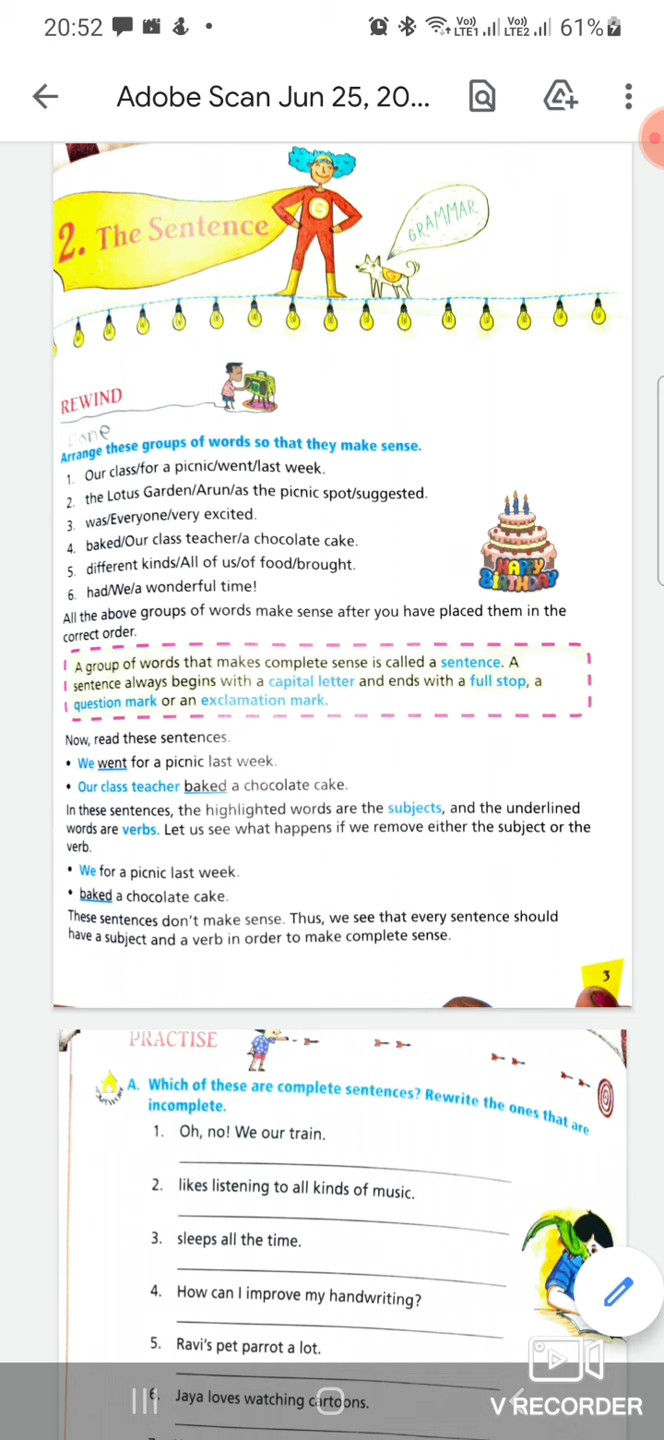 20:52
Vo)) LTE1 Vo)) LTE2 61%
Adobe Scan Jun 25, 20...
2. The Sentence
G
GRAMMAR
REWIND
Done
Arrange these groups of words so that they make sense.
1. Our class/for a picnic/went/last week.
2. the Lotus Garden/Arun/as the picnic spot/suggested.
3. was/Everyone/very excited.
4. baked/Our class teacher/a chocolate cake.
5. different kinds/All of us/of food/brought.
6. had/We/a wonderful time!
HAPPY
BIRTHDAY
All the above groups of words make sense after you have placed them in the
correct order.
A group of words that makes complete sense is called a sentence. A
sentence always begins with a capital letter and ends with a full stop, a
question mark or an exclamation mark.
Now, read these sentences.
• We went for a picnic last week.
• Our class teacher baked a chocolate cake.
In these sentences, the highlighted words are the subjects, and the underlined
words are verbs. Let us see what happens if we remove either the subject or the
verb.
• We for a picnic last week.
• baked a chocolate cake.
These sentences don't make sense. Thus, we see that every sentence should
have a subject and a verb in order to make complete sense.
3
PRACTISE
A. Which of these are complete sentences? Rewrite the ones that are
incomplete.
1. Oh, no! We our train.
2. likes listening to all kinds of music.
3. sleeps all the time.
4. How can I improve my handwriting?
5. Ravi's pet parrot a lot.
6. Jaya loves watching cartoons.
V RECORDER